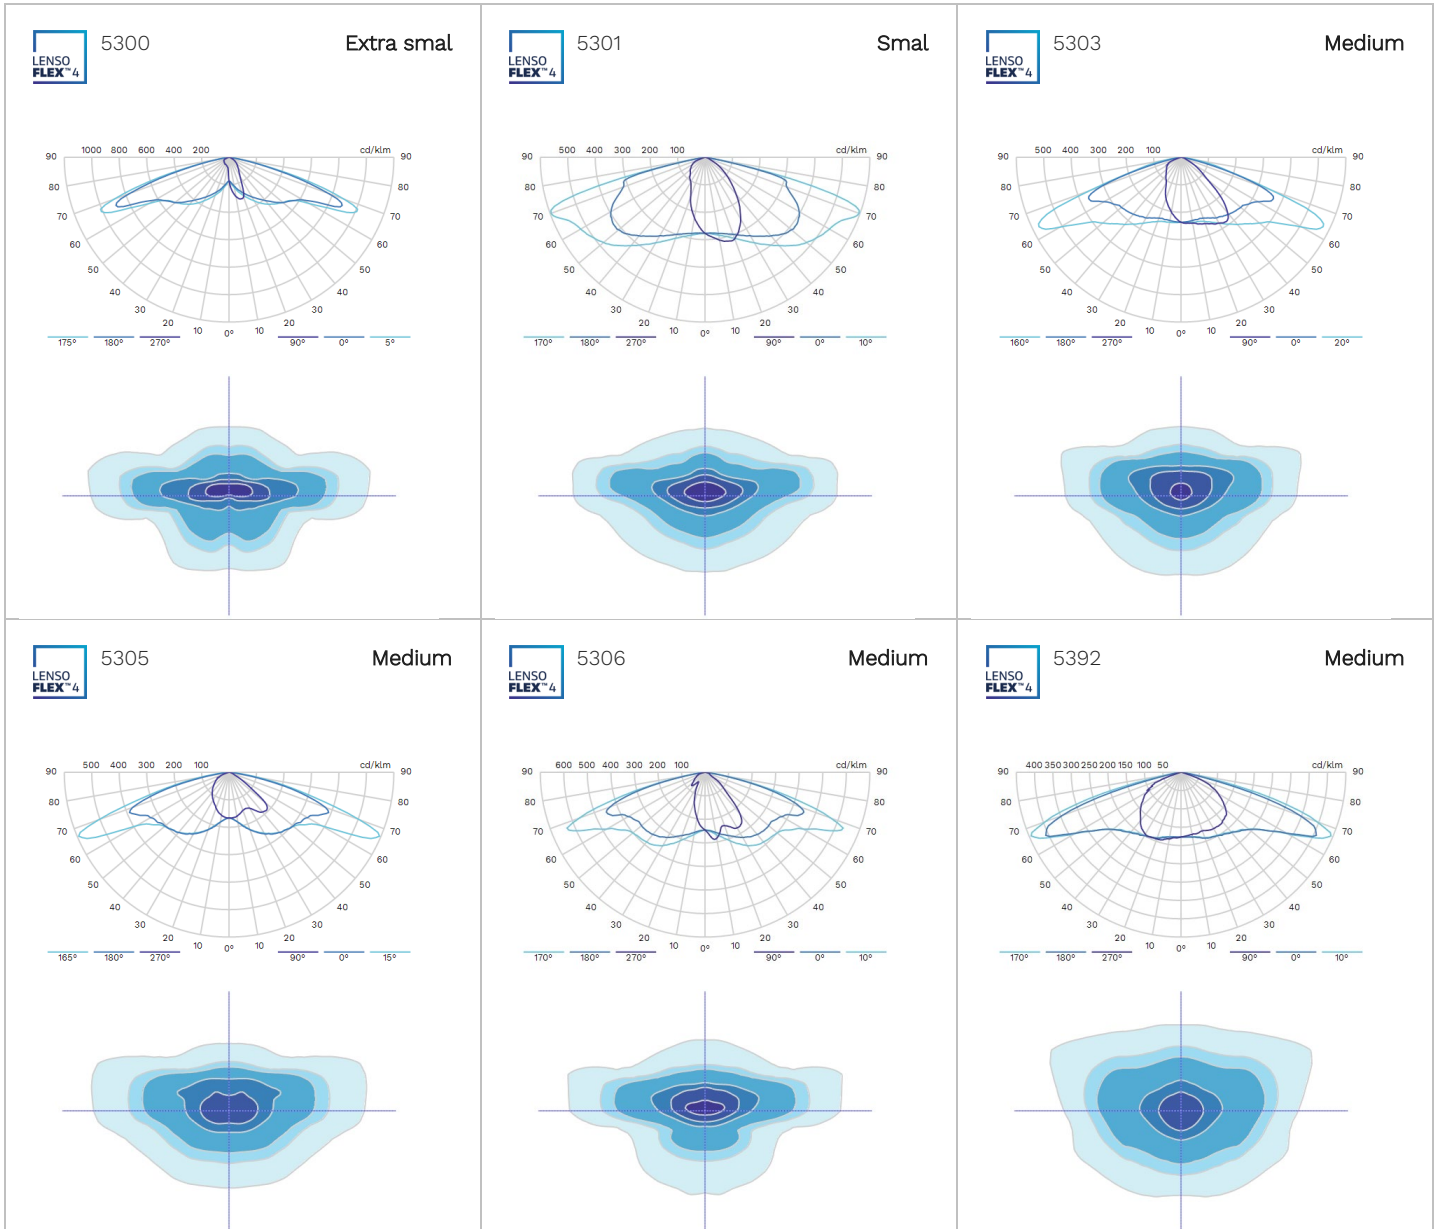 LENSO
FLEX™4
5300
Extra smal
90 1000 800 600 400 200 cd/klm 90
80 80
70 70
60 60
50 50
40 40
30 30
20 10 0° 10 20
175° 180° 270° 90° 0° 5°
LENSO
FLEX™4
5301
Smal
90 500 400 300 200 100 cd/klm 90
80 80
70 70
60 60
50 50
40 40
30 30
20 10 0° 10 20
170° 180° 270° 90° 0° 10°
LENSO
FLEX™4
5303
Medium
90 500 400 300 200 100 cd/klm 90
80 80
70 70
60 60
50 50
40 40
30 30
20 10 0° 10 20
160° 180° 270° 90° 0° 20°
LENSO
FLEX™4
5305
Medium
90 500 400 300 200 100 cd/klm 90
80 80
70 70
60 60
50 50
40 40
30 30
20 10 0° 10 20
165° 180° 270° 90° 0° 15°
LENSO
FLEX™4
5306
Medium
90 600 500 400 300 200 100 cd/klm 90
80 80
70 70
60 60
50 50
40 40
30 30
20 10 0° 10 20
170° 180° 270° 90° 0° 10°
LENSO
FLEX™4
5392
Medium
90 400 350 300 250 200 150 100 50 cd/klm 90
80 80
70 70
60 60
50 50
40 40
30 30
20 10 0° 10 20
170° 180° 270° 90° 0° 10°